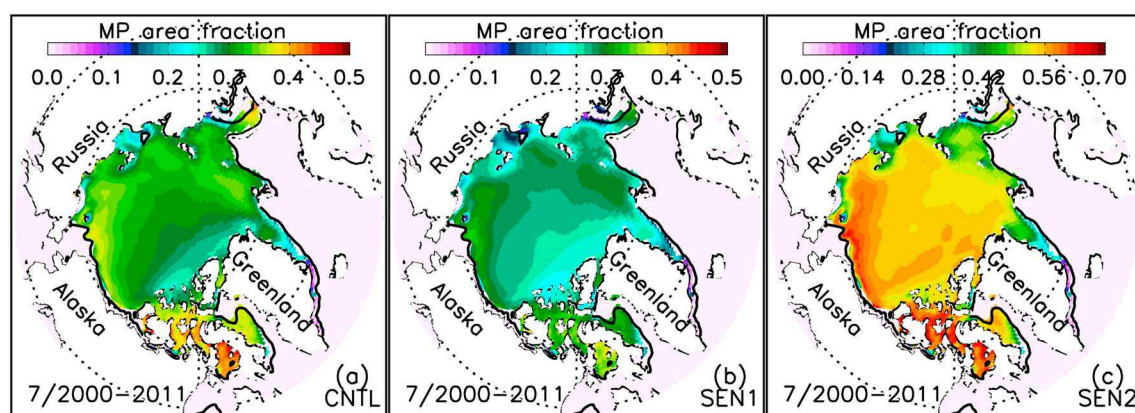 MP area fraction
0.0 0.1 0.2 0.3 0.4 0.5
Russia
Alaska
Greenland
(a)
7/2000-2011 CNTL
MP area fraction
0.0 0.1 0.2 0.3 0.4 0.5
Russia
Alaska
Greenland
(b)
7/2000-2011 SEN1
MP area fraction
0.00 0.14 0.28 0.42 0.56 0.70
Russia
Alaska
Greenland
(c)
7/2000-2011 SEN2